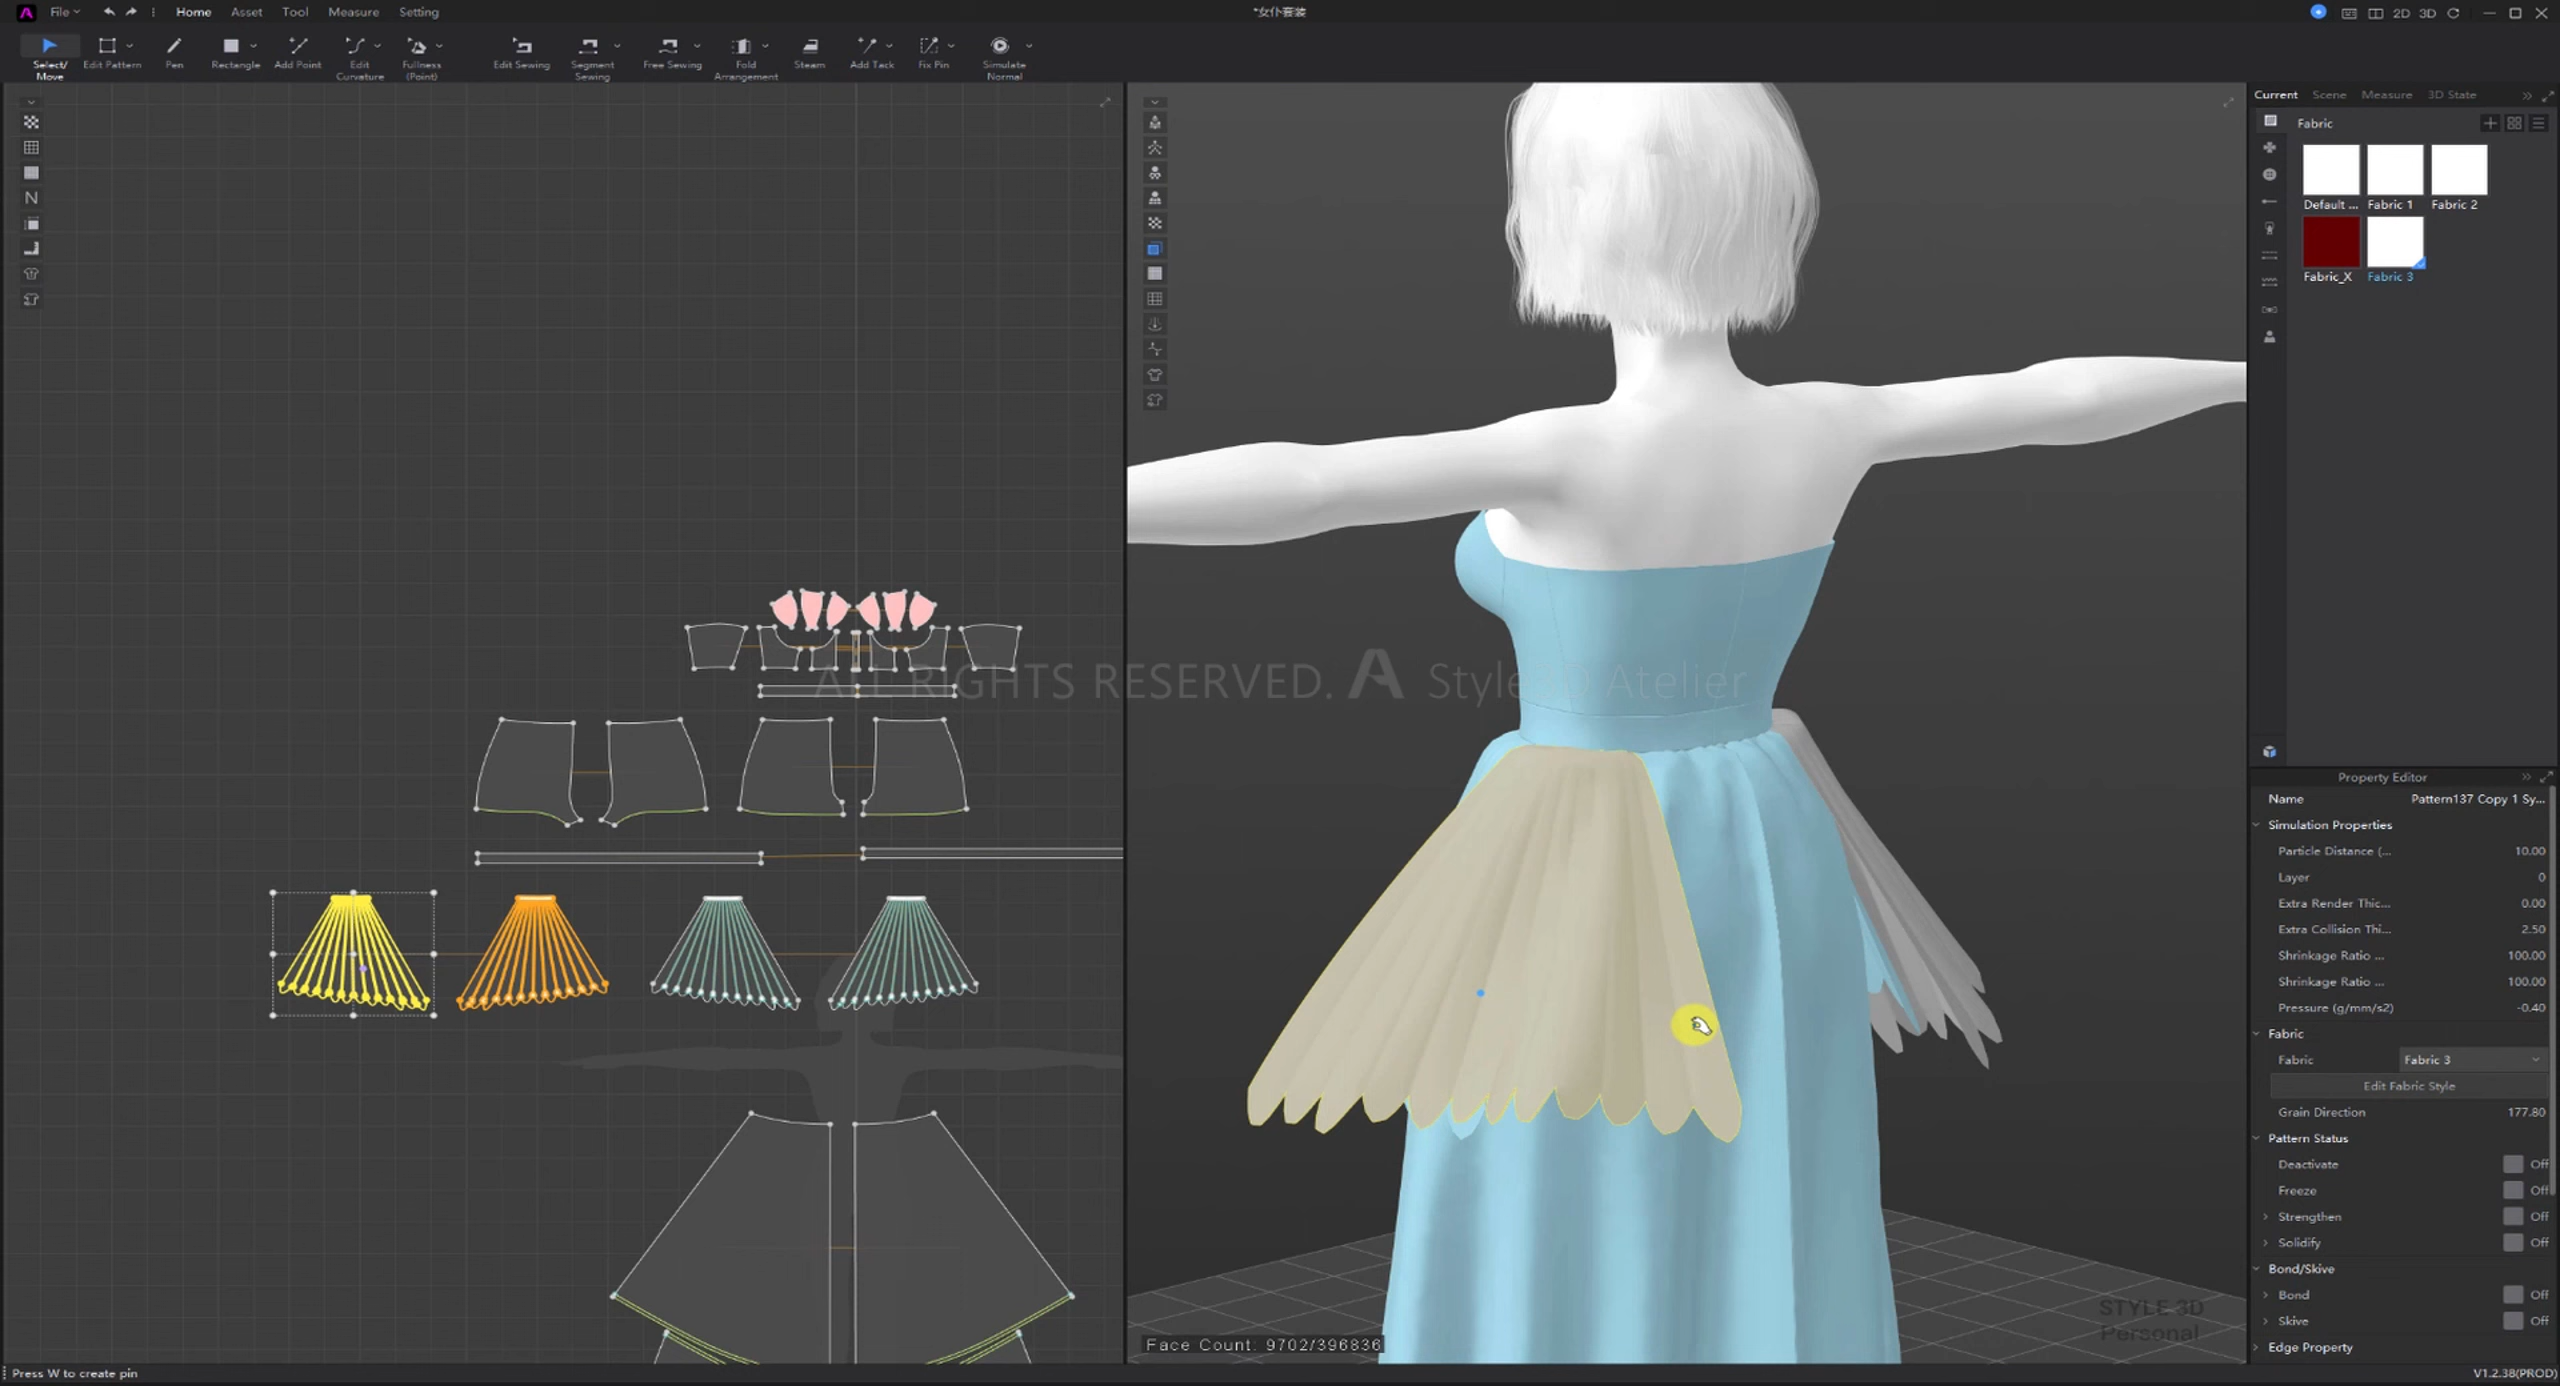 File
Home
Asset
Tool
Measure
Setting
*女仆套装
2D
3D
Select/
Move
Edit Pattern
Pen
Rectangle
Add Point
Edit
Curvature
Fullness
(Point)
Edit Sewing
Segment
Sewing
Free Sewing
Fold
Arrangement
Steam
Add Tack
Fix Pin
Simulate
Normal
N
ALL RIGHTS RESERVED. Style3D Atelier
Face Count: 9702/396836
STYLE 3D
Personal
Current
Scene
Measure
3D State
Fabric
Default ...
Fabric 1
Fabric 2
Fabric_X
Fabric 3
Property Editor
Name Pattern137 Copy 1 Sy...
Simulation Properties
Particle Distance (... 10.00
Layer 0
Extra Render Thic... 0.00
Extra Collision Thi... 2.50
Shrinkage Ratio ... 100.00
Shrinkage Ratio ... 100.00
Pressure (g/mm/s2) -0.40
Fabric
Fabric Fabric 3
Edit Fabric Style
Grain Direction 177.80
Pattern Status
Deactivate Off
Freeze Off
Strengthen Off
Solidify Off
Bond/Skive
Bond Off
Skive Off
Edge Property
Press W to create pin
V1.2.38(PROD)